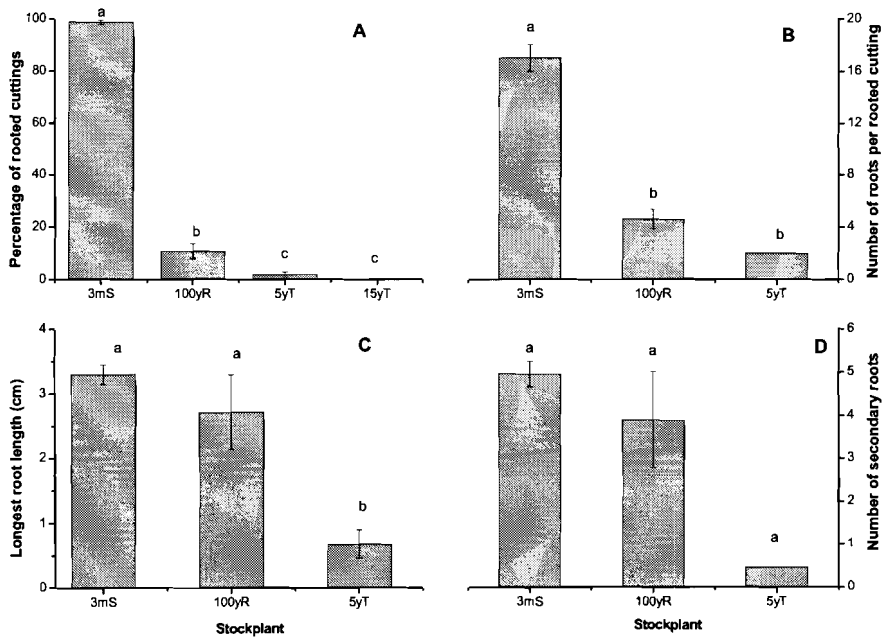 A
Percentage of rooted cuttings
100
80
60
40
20
0
a
b
c
c
3mS
100yR
5yT
15yT
B
Number of roots per rooted cutting
20
16
12
8
4
0
a
b
b
3mS
100yR
5yT
C
Longest root length (cm)
4
3
2
1
0
a
a
b
3mS
100yR
5yT
Stockplant
D
Number of secondary roots
6
5
4
3
2
1
0
a
a
a
3mS
100yR
5yT
Stockplant